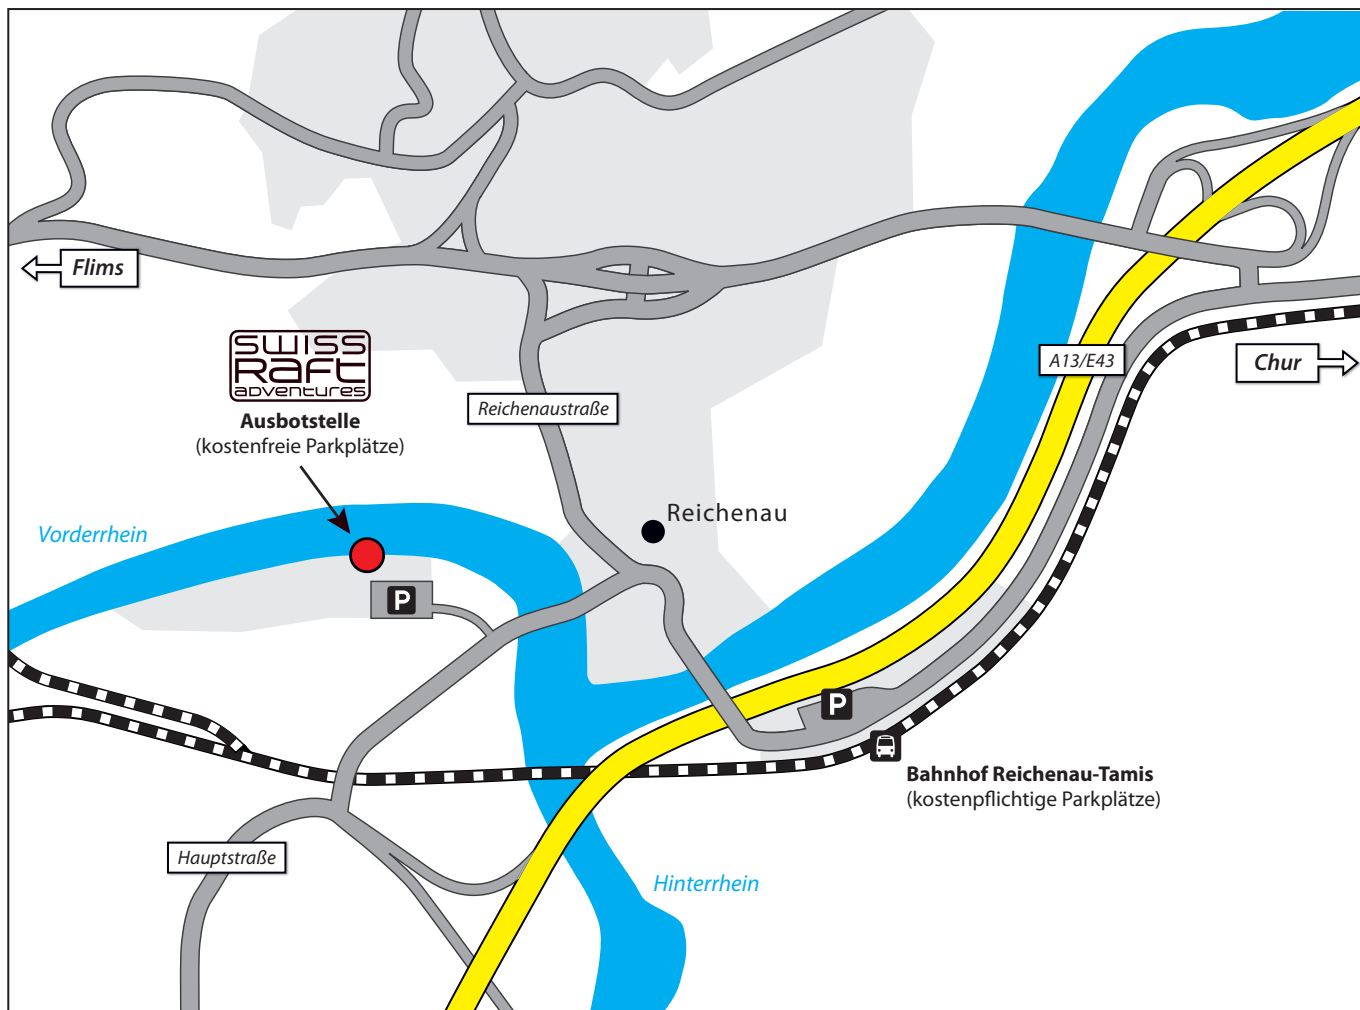 Flims
SWISS
RAFT
ADVENTURES
Ausbotstelle
(kostenfreie Parkplätze)
Reichenaustraße
A13/E43
Chur
Vorderrhein
Reichenau
P
P
Bahnhof Reichenau-Tamis
(kostenpflichtige Parkplätze)
Hauptstraße
Hinterrhein